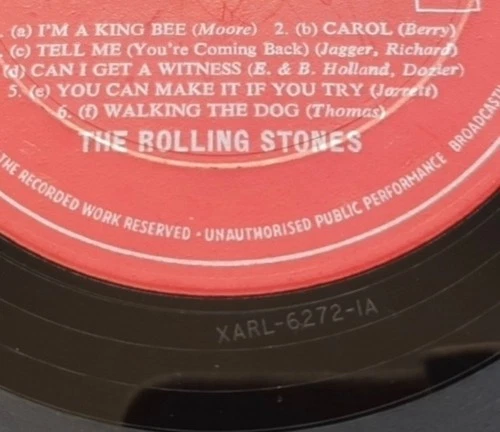 . (a) I'M A KING BEE (Moore) 2. (b) CAROL (Berry)
(c) TELL ME (You're Coming Back) (Jagger, Richard)
(d) CAN I GET A WITNESS (E. & B. Holland, Dozier)
5. (e) YOU CAN MAKE IT IF YOU TRY (Jarrett)
6. (f) WALKING THE DOG (Thomas)
THE ROLLING STONES
THE RECORDED WORK RESERVED • UNAUTHORISED PUBLIC PERFORMANCE BROADCASTIN
XARL-6272-1A